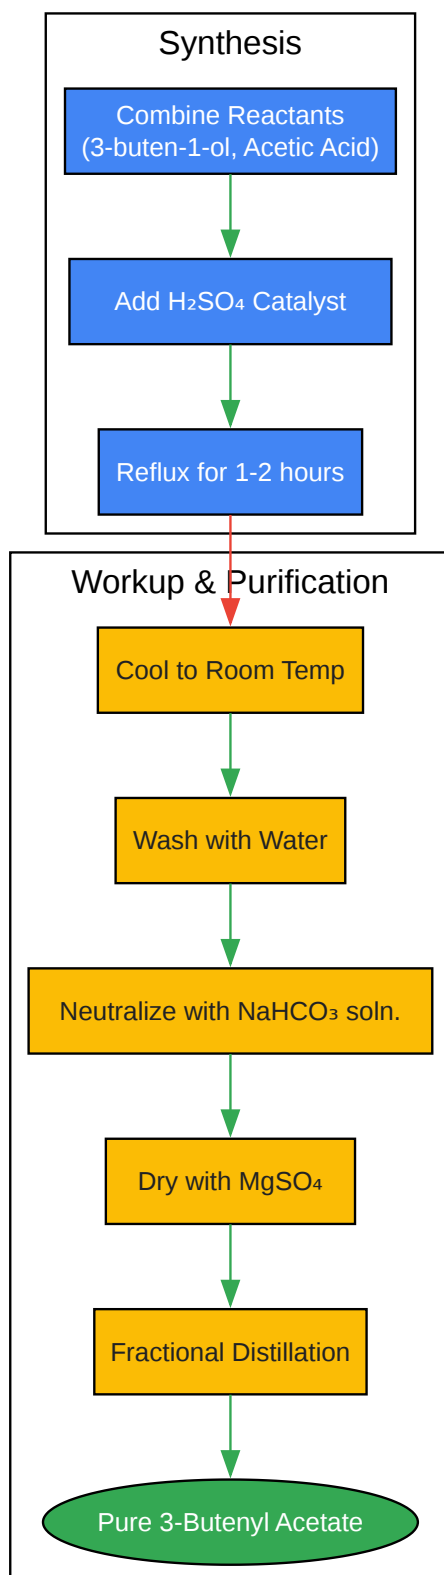 Synthesis
Combine Reactants
(3-buten-1-ol, Acetic Acid)
Add H₂SO₄ Catalyst
Reflux for 1-2 hours
Workup & Purification
Cool to Room Temp
Wash with Water
Neutralize with NaHCO₃ soln.
Dry with MgSO₄
Fractional Distillation
Pure 3-Butenyl Acetate